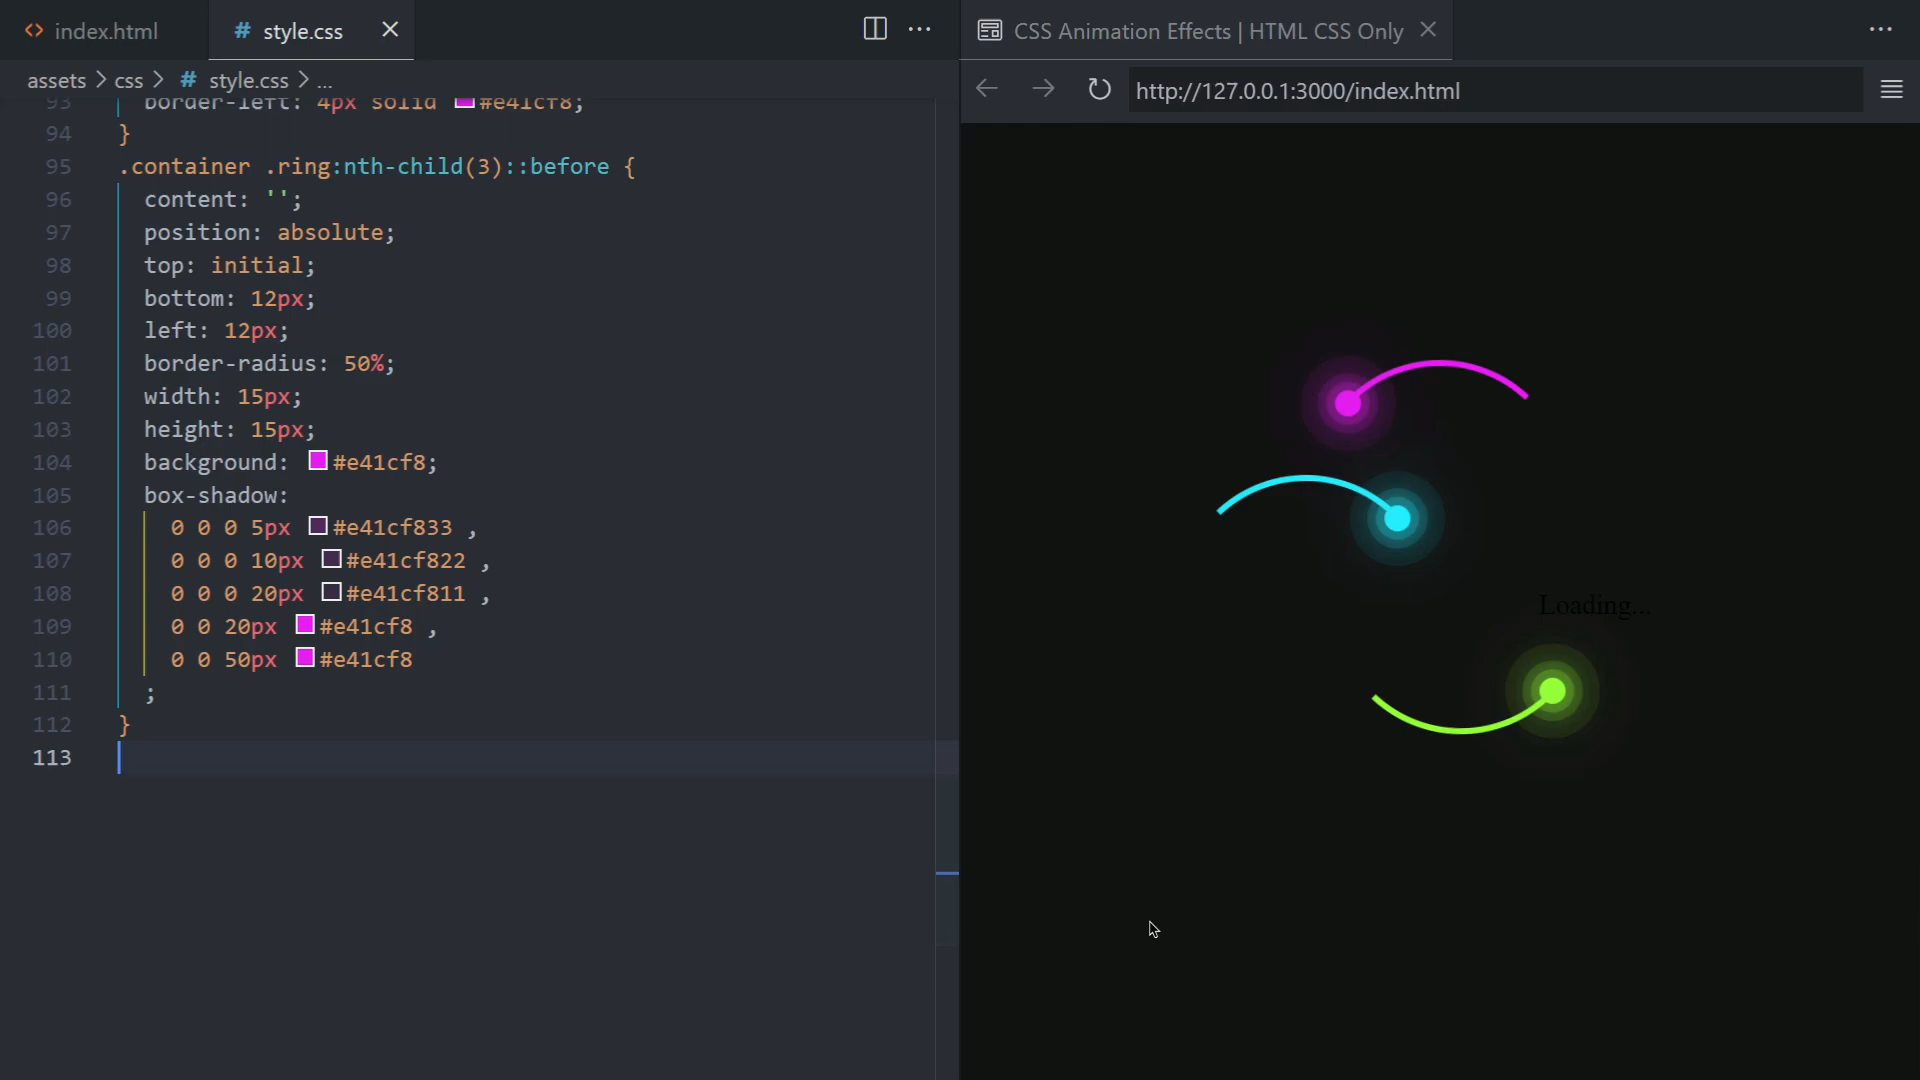 index.html
# style.css
CSS Animation Effects | HTML CSS Only
assets > css > # style.css > ...
http://127.0.0.1:3000/index.html
93 border-left: 4px solid #e41cf8;
94 }
95 .container .ring:nth-child(3)::before {
96 content: '';
97 position: absolute;
98 top: initial;
99 bottom: 12px;
100 left: 12px;
101 border-radius: 50%;
102 width: 15px;
103 height: 15px;
104 background: #e41cf8;
105 box-shadow:
106 0 0 0 5px #e41cf833 ,
107 0 0 0 10px #e41cf822 ,
108 0 0 0 20px #e41cf811 ,
109 0 0 20px #e41cf8 ,
110 0 0 50px #e41cf8
111 ;
112 }
113
Loading...